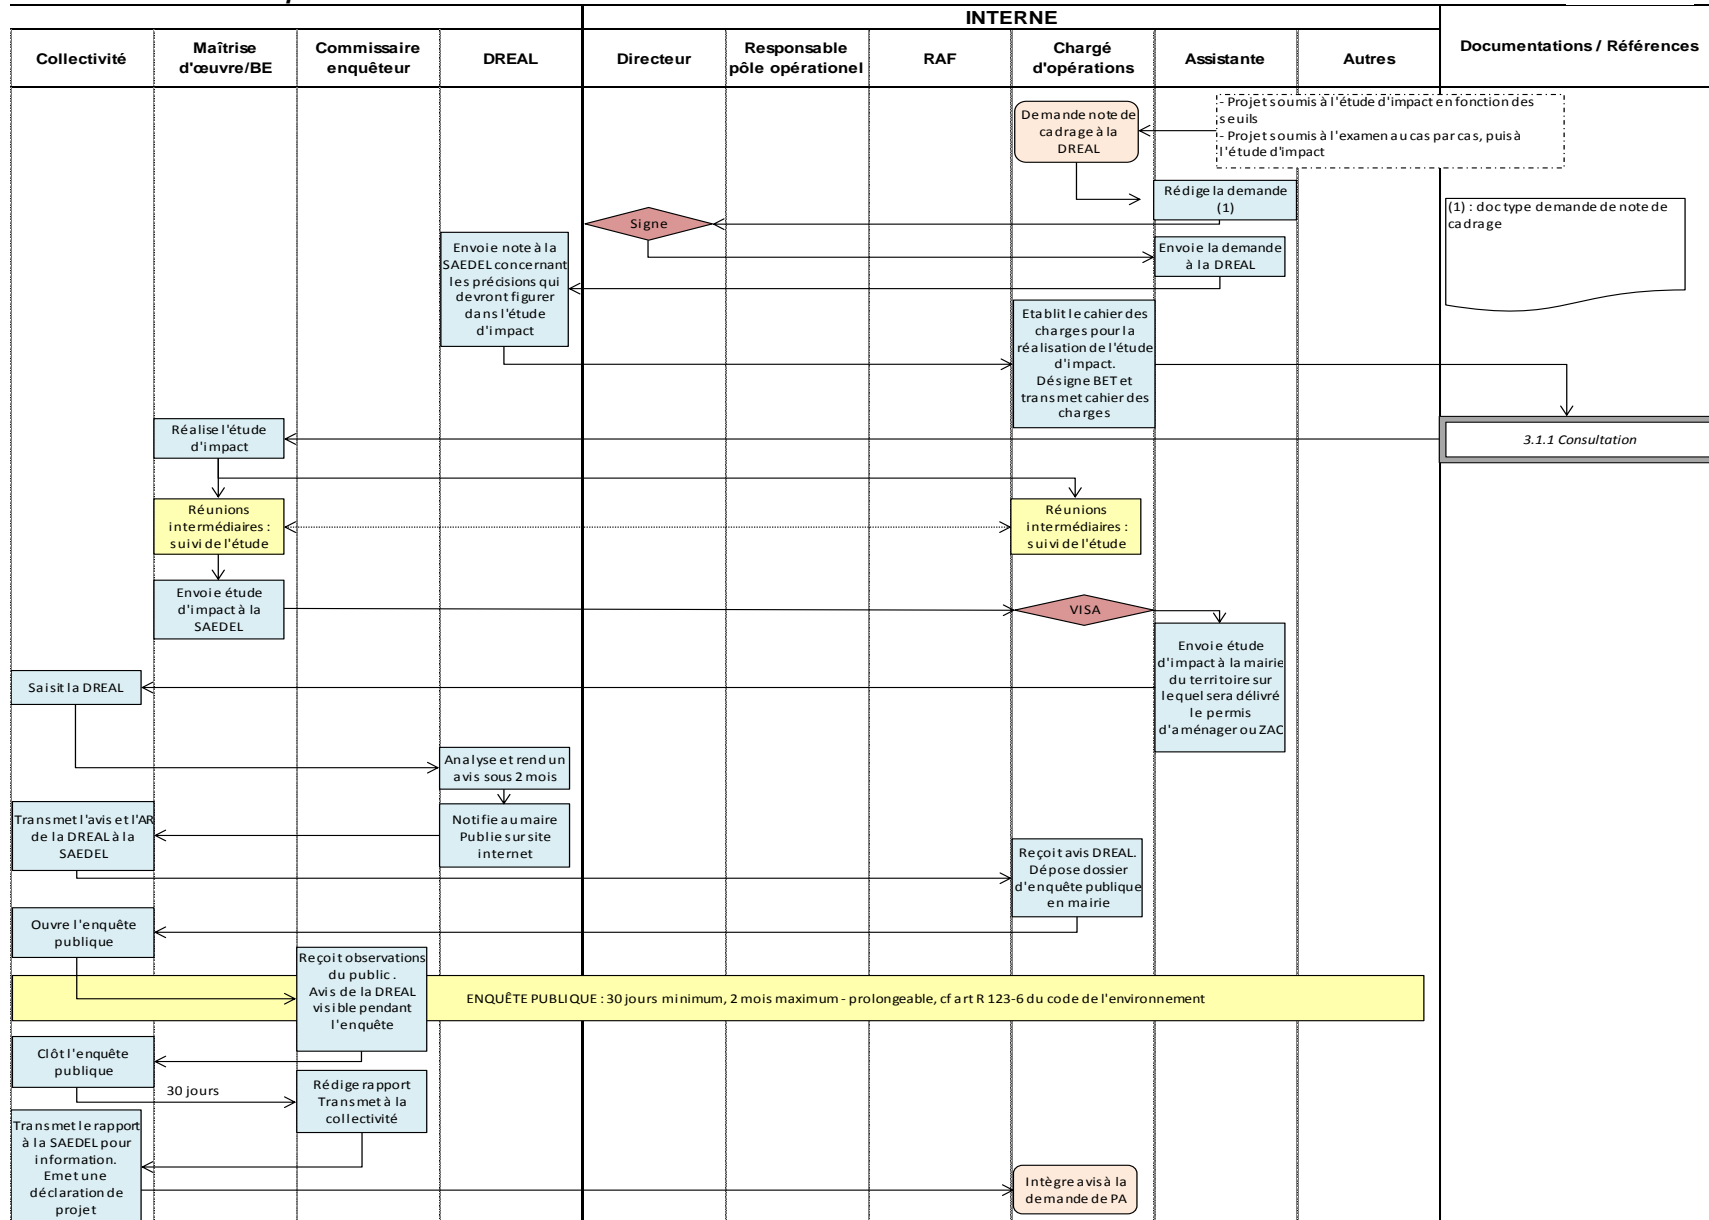 INTERNE
Collectivité
Maîtrise
d'œuvre/BE
Commissaire
enquêteur
DREAL
Directeur
Responsable
pôle opérationel
RAF
Chargé
d'opérations
Assistante
Autres
Documentations / Références
Demande note de
cadrage à la
DREAL
- Projet soumis à l'étude d'impact en fonction des
seuils
- Projet soumis à l'examen au cas par cas, puis à
l'étude d'impact
Rédige la demande
(1)
(1) : doc type demande de note de
cadrage
Signe
Envoie note à la
SAEDEL concernant
les précisions qui
devront figurer
dans l'étude
d'impact
Envoie la demande
à la DREAL
Etablit le cahier des
charges pour la
réalisation de l'étude
d'impact.
Désigne BET et
transmet cahier des
charges
Réalise l'étude
d'impact
3.1.1 Consultation
Réunions
intermédiaires :
suivi de l'étude
Réunions
intermédiaires :
suivi de l'étude
Envoie étude
d'impact à la
SAEDEL
VISA
Envoie étude
d'impact à la mairie
du territoire sur
lequel sera délivré
le permis
d'aménager ou ZAC
Saisit la DREAL
Analyse et rend un
avis sous 2 mois
Transmet l'avis et l'AR
de la DREAL à la
SAEDEL
Notifie au maire
Publie sur site
internet
Reçoit avis DREAL.
Dépose dossier
d'enquête publique
en mairie
Ouvre l'enquête
publique
Reçoit observations
du public .
Avis de la DREAL
visible pendant
l'enquête
ENQUÊTE PUBLIQUE : 30 jours minimum, 2 mois maximum - prolongeable, cf art R 123-6 du code de l'environnement
Clôt l'enquête
publique
30 jours
Rédige rapport
Transmet à la
collectivité
Transmet le rapport
à la SAEDEL pour
information.
Emet une
déclaration de
projet
Intègre avis à la
demande de PA